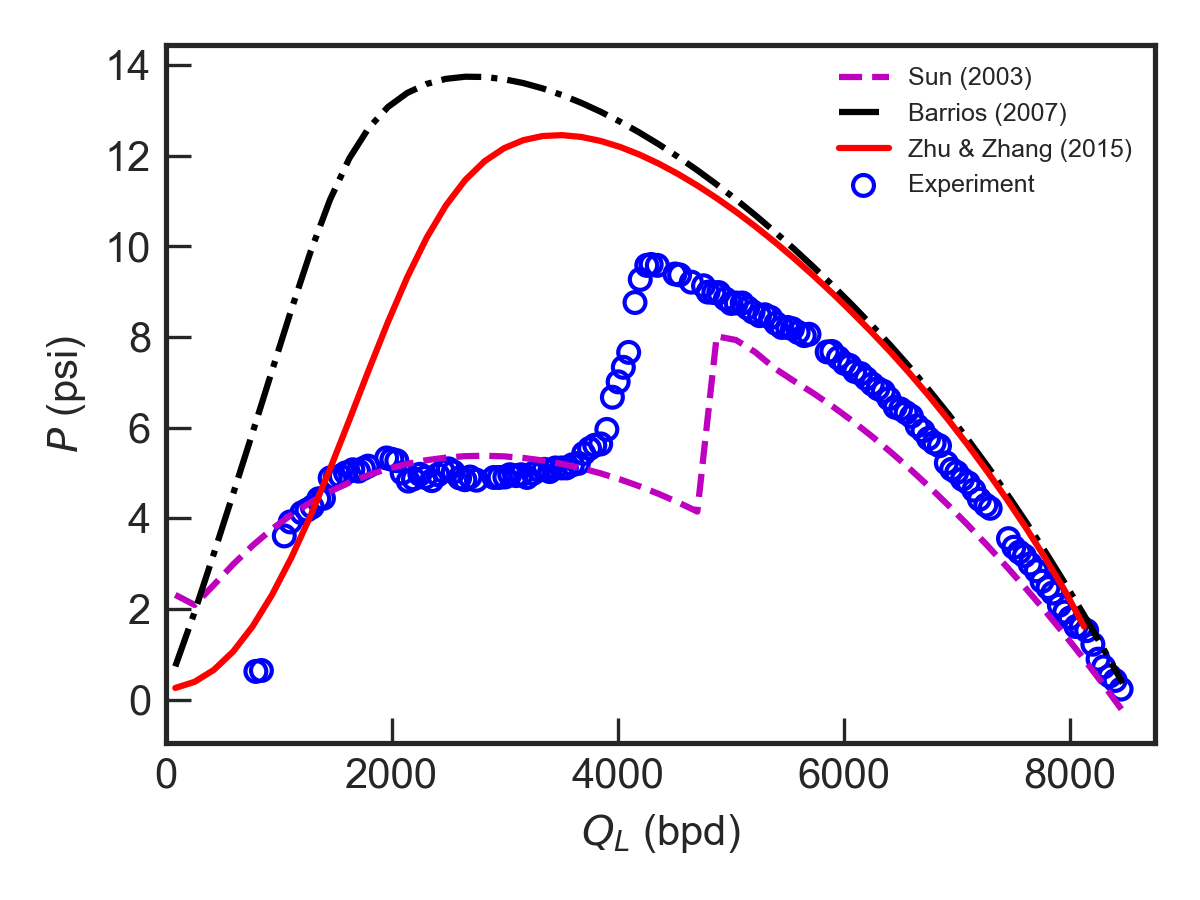 14
12
10
8
6
4
2
0
P (psi)
0 2000 4000 6000 8000
Q_L (bpd)
Sun (2003)
Barrios (2007)
Zhu & Zhang (2015)
Experiment